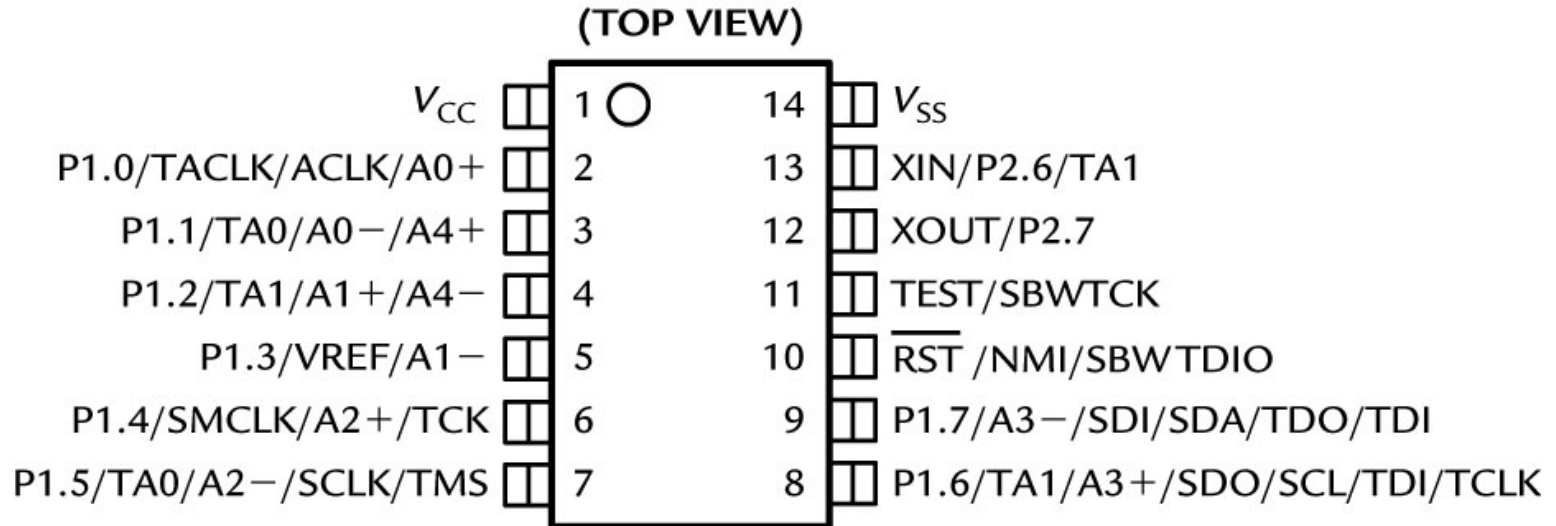 (TOP VIEW)
VCC 1 14 VSS
P1.0/TACLK/ACLK/A0+ 2 13 XIN/P2.6/TA1
P1.1/TA0/A0−/A4+ 3 12 XOUT/P2.7
P1.2/TA1/A1+/A4− 4 11 TEST/SBWTCK
P1.3/VREF/A1− 5 10 RST /NMI/SBWTDIO
P1.4/SMCLK/A2+/TCK 6 9 P1.7/A3−/SDI/SDA/TDO/TDI
P1.5/TA0/A2−/SCLK/TMS 7 8 P1.6/TA1/A3+/SDO/SCL/TDI/TCLK